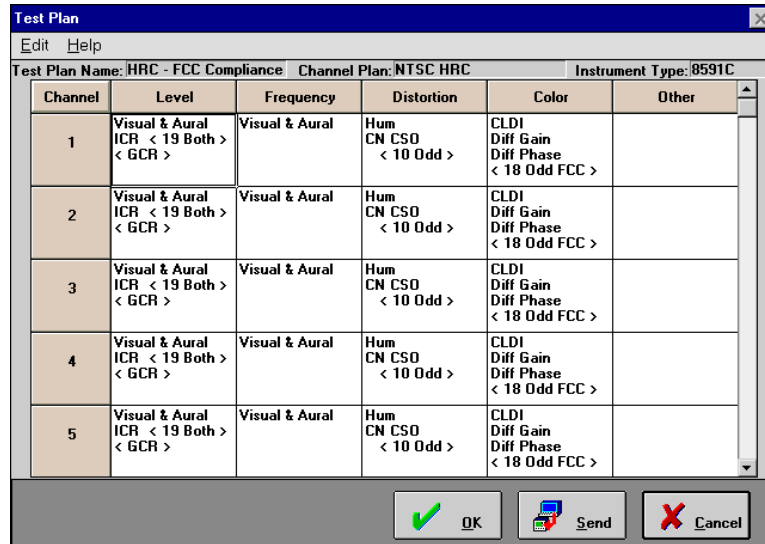 Test Plan
Edit Help
Test Plan Name: HRC - FCC Compliance Channel Plan: NTSC HRC Instrument Type: 8591C
Channel Level Frequency Distortion Color Other
1
Visual & Aural
ICR < 19 Both >
< GCR >
Visual & Aural
Hum
CN CSO
< 10 Odd >
CLDI
Diff Gain
Diff Phase
< 18 Odd FCC >
2
Visual & Aural
ICR < 19 Both >
< GCR >
Visual & Aural
Hum
CN CSO
< 10 Odd >
CLDI
Diff Gain
Diff Phase
< 18 Odd FCC >
3
Visual & Aural
ICR < 19 Both >
< GCR >
Visual & Aural
Hum
CN CSO
< 10 Odd >
CLDI
Diff Gain
Diff Phase
< 18 Odd FCC >
4
Visual & Aural
ICR < 19 Both >
< GCR >
Visual & Aural
Hum
CN CSO
< 10 Odd >
CLDI
Diff Gain
Diff Phase
< 18 Odd FCC >
5
Visual & Aural
ICR < 19 Both >
< GCR >
Visual & Aural
Hum
CN CSO
< 10 Odd >
CLDI
Diff Gain
Diff Phase
< 18 Odd FCC >
OK Send Cancel